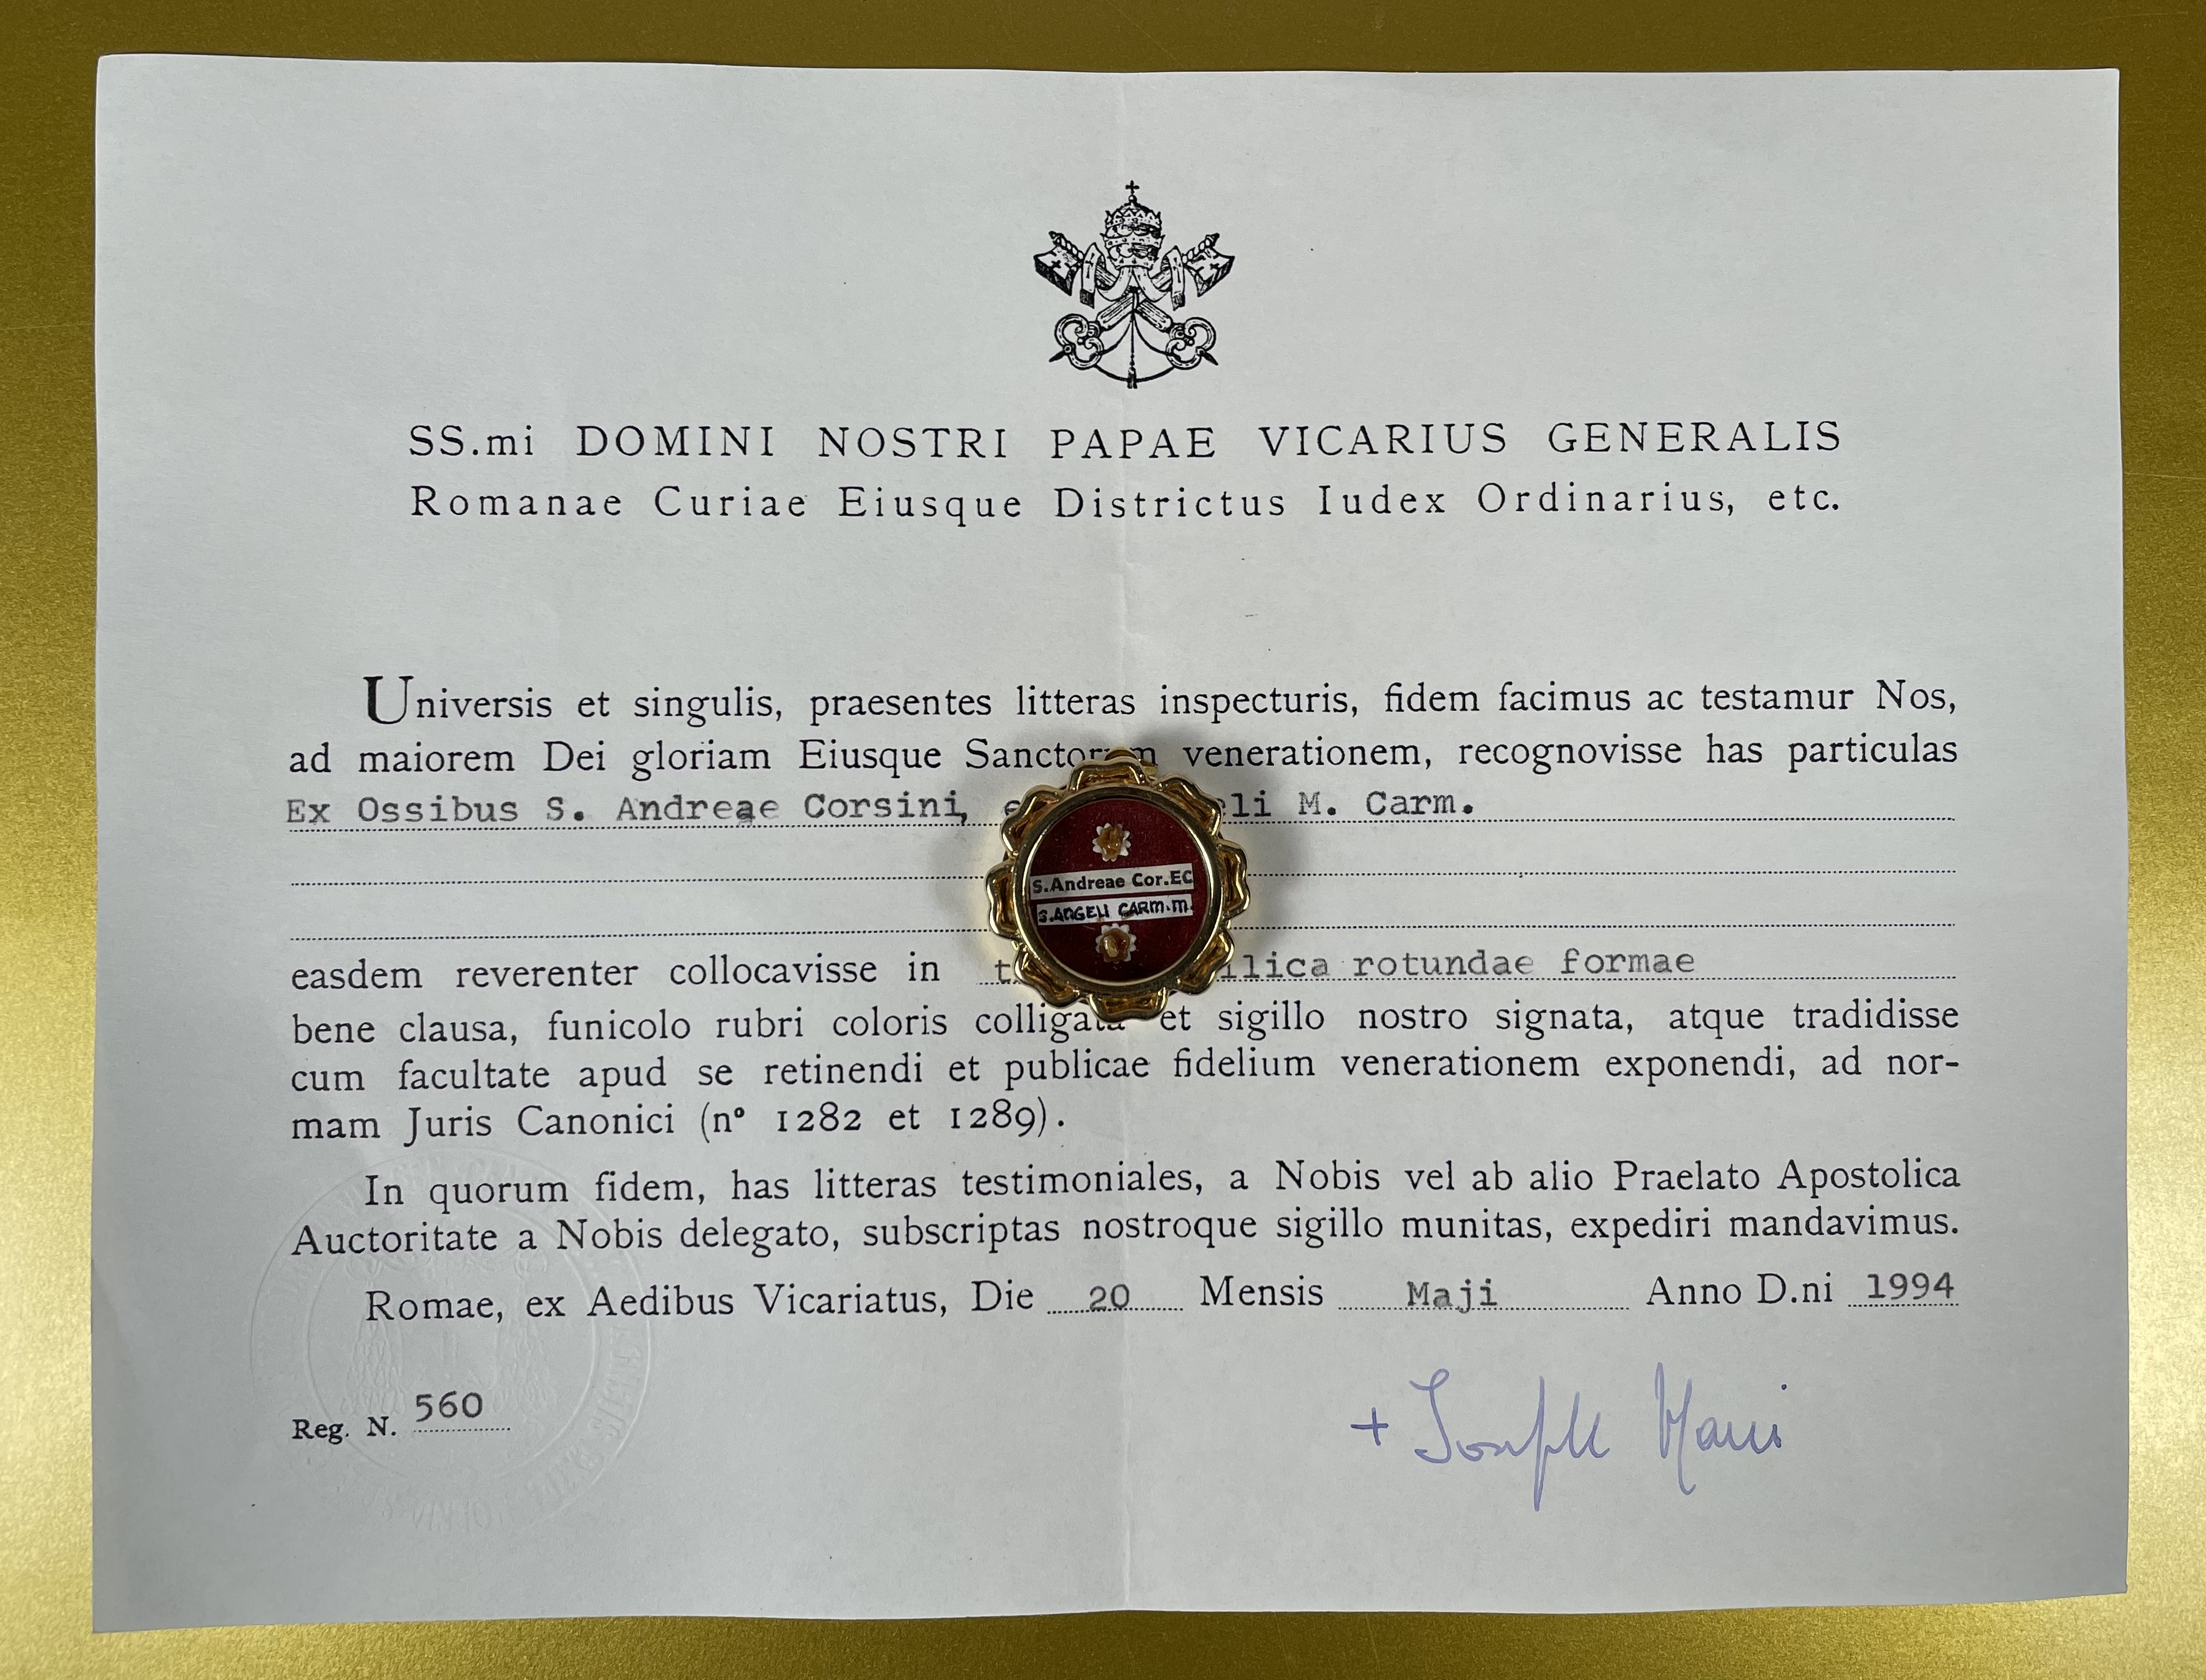 SS.mi DOMINI NOSTRI PAPAE VICARIUS GENERALIS
Romanae Curiae Eiusque Districtus Iudex Ordinarius, etc.
Universis et singulis, praesentes litteras inspecturis, fidem facimus ac testamur Nos,
ad maiorem Dei gloriam Eiusque Sanctorum venerationem, recognovisse has particulas
Ex Ossibus S. Andreae Corsini, M. Carm.
S.Andreae Cor.EC
S.ANGELI CARM.M.
easdem reverenter collocavisse in rotundae formae
bene clausa, funicolo rubri coloris colligata et sigillo nostro signata, atque tradidisse
cum facultate apud se retinendi et publicae fidelium venerationem exponendi, ad nor-
mam Juris Canonici (nº 1282 et 1289).
In quorum fidem, has litteras testimoniales, a Nobis vel ab alio Praelato Apostolica
Auctoritate a Nobis delegato, subscriptas nostroque sigillo munitas, expediri mandavimus.
Romae, ex Aedibus Vicariatus, Die 20 Mensis Maji Anno D.ni 1994
Reg. N. 560